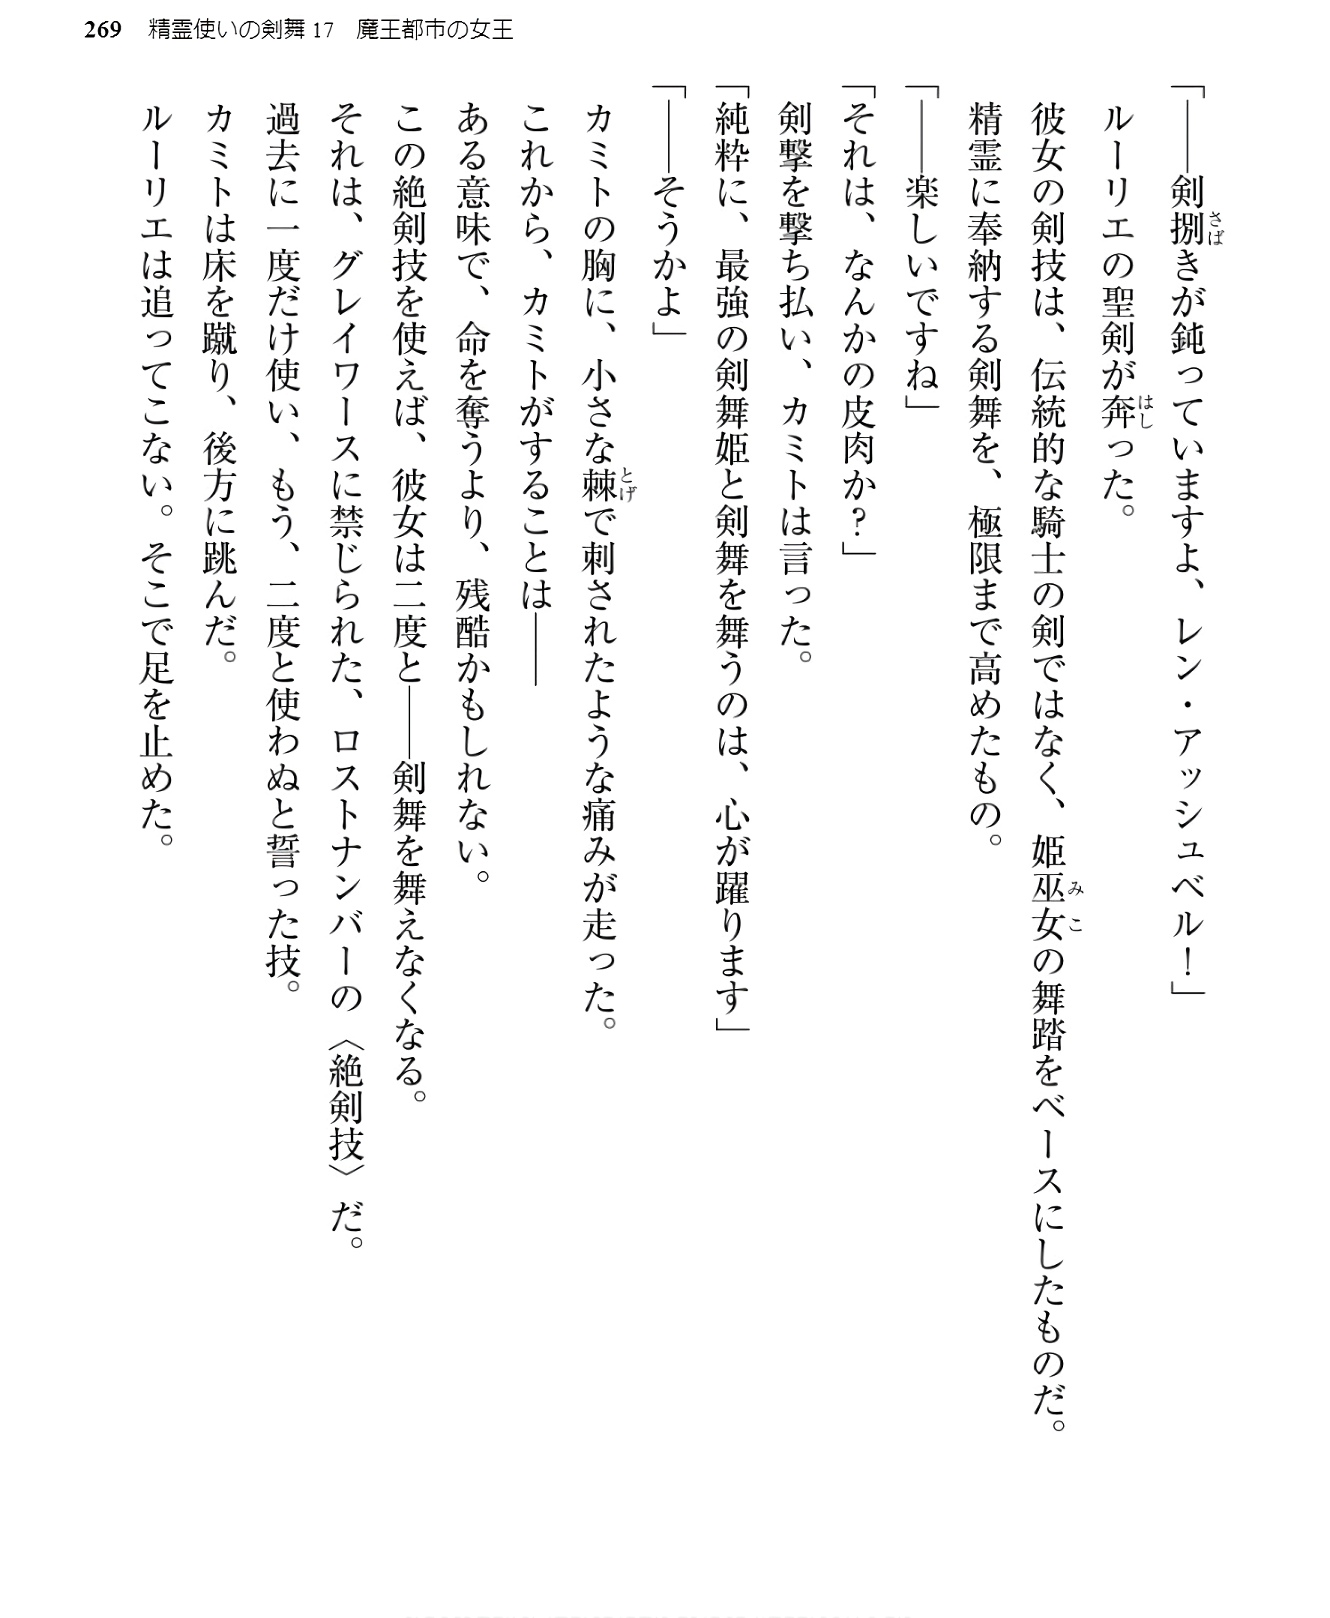 269 精霊使いの剣舞 17 魔王都市の女王
「――剣捌きが鈍っていますよ、レン・アッシュベル！」
ルーリエの聖剣が奔った。
彼女の剣技は、伝統的な騎士の剣ではなく、姫巫女の舞踏をベースにしたものだ。
精霊に奉納する剣舞を、極限まで高めたもの。
「――楽しいですね」
「それは、なんかの皮肉か？」
剣撃を撃ち払い、カミトは言った。
「純粋に、最強の剣舞姫と剣舞を舞うのは、心が躍ります」
「――そうかよ」
カミトの胸に、小さな棘で刺されたような痛みが走った。
これから、カミトがすることは――
ある意味で、命を奪うより、残酷かもしれない。
この絶剣技を使えば、彼女は二度と――剣舞を舞えなくなる。
それは、グレイワースに禁じられた、ロストナンバーの〈絶剣技〉だ。
過去に一度だけ使い、もう、二度と使わぬと誓った技。
カミトは床を蹴り、後方に跳んだ。
ルーリエは追ってこない。そこで足を止めた。